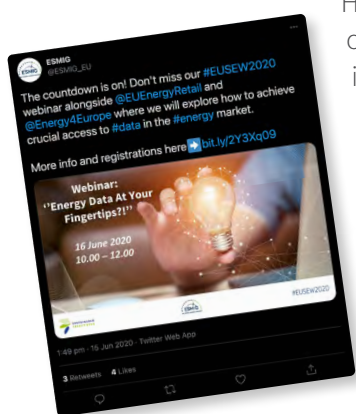 ESMIG
@ESMIG_EU
The countdown is on! Don't miss our #EUSEW2020
webinar alongside @EUEnergyRetail and
@Energy4Europe where we will explore how to achieve
crucial access to #data in the #energy market.
More info and registrations here➡bit.ly/2Y3Xq09
Webinar:
‘’Energy Data At Your
Fingertips?!’’
16 June 2020
10.00 – 12.00
ESMIG
#EUSEW2020
1:49 pm · 15 Jun 2020 · Twitter Web App
3 Retweets 4 Likes